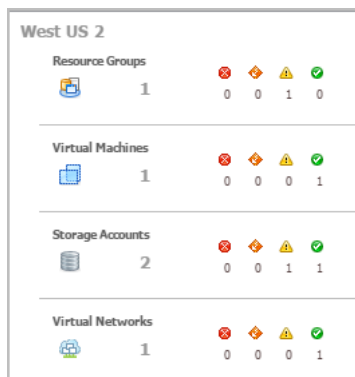 West US 2
Resource Groups
1
0 0 1 0
Virtual Machines
1
0 0 0 1
Storage Accounts
2
0 0 1 1
Virtual Networks
1
0 0 0 1